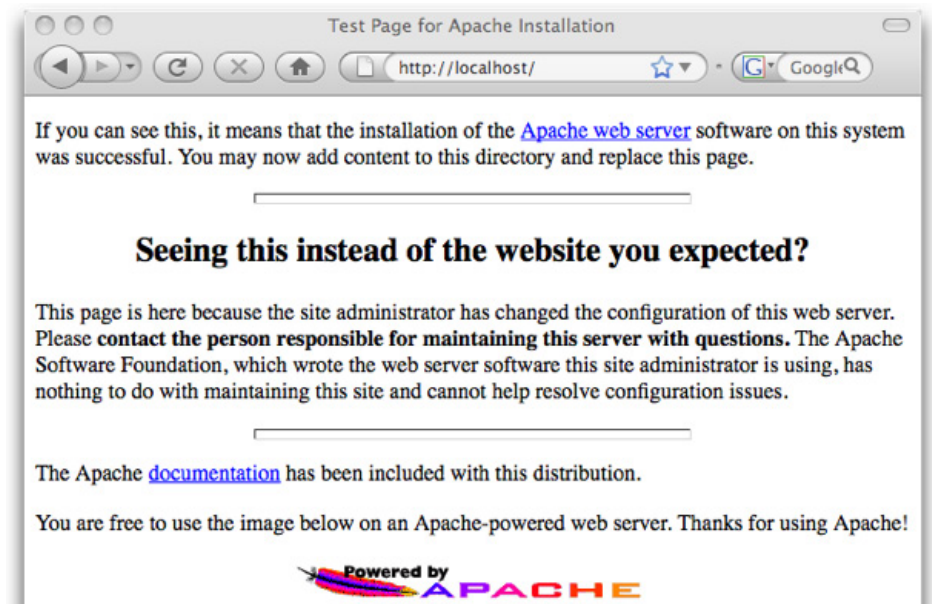 Test Page for Apache Installation
http://localhost/
G
Google
If you can see this, it means that the installation of the Apache web server software on this system
was successful. You may now add content to this directory and replace this page.
Seeing this instead of the website you expected?
This page is here because the site administrator has changed the configuration of this web server.
Please contact the person responsible for maintaining this server with questions. The Apache
Software Foundation, which wrote the web server software this site administrator is using, has
nothing to do with maintaining this site and cannot help resolve configuration issues.
The Apache documentation has been included with this distribution.
You are free to use the image below on an Apache-powered web server. Thanks for using Apache!
Powered by
APACHE